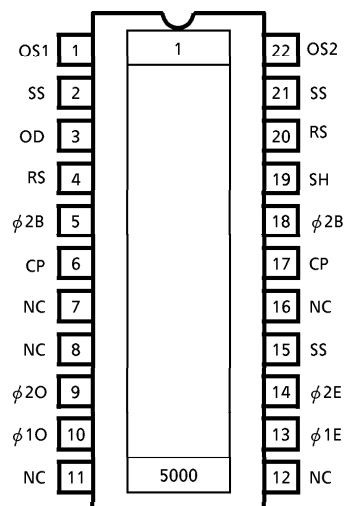 OS1 1 1 22 OS2
SS 2 21 SS
OD 3 20 RS
RS 4 19 SH
ϕ2B 5 18 ϕ2B
CP 6 17 CP
NC 7 16 NC
NC 8 15 SS
ϕ2O 9 14 ϕ2E
ϕ1O 10 13 ϕ1E
NC 11 5000 12 NC